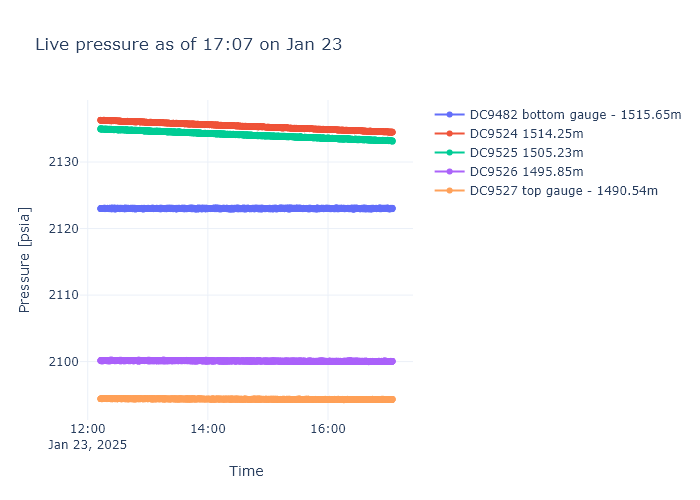 Live pressure as of 17:07 on Jan 23
DC9482 bottom gauge - 1515.65m
DC9524 1514.25m
DC9525 1505.23m
DC9526 1495.85m
DC9527 top gauge - 1490.54m
Pressure [psia]
2130
2120
2110
2100
12:00
14:00
16:00
Jan 23, 2025
Time